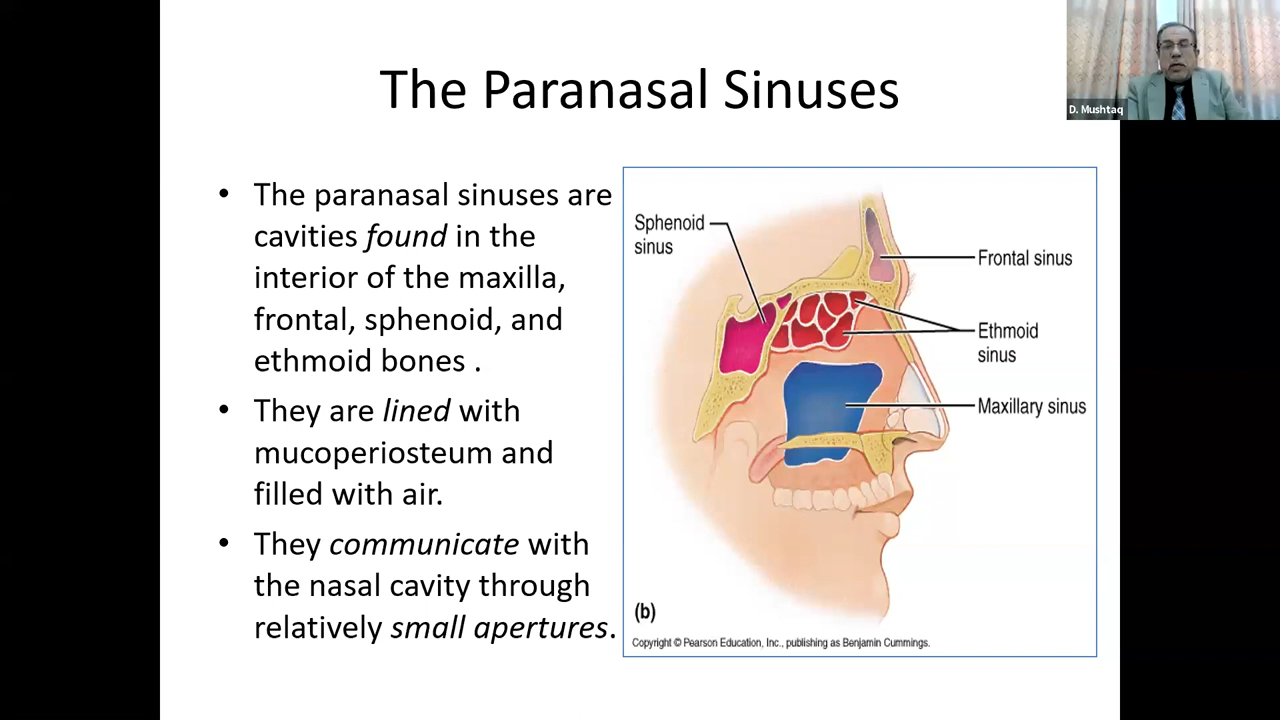 The Paranasal Sinuses
D. Mushtaq
• The paranasal sinuses are
cavities found in the
interior of the maxilla,
frontal, sphenoid, and
ethmoid bones .
• They are lined with
mucoperiosteum and
filled with air.
• They communicate with
the nasal cavity through
relatively small apertures.
Sphenoid
sinus
Frontal sinus
Ethmoid
sinus
Maxillary sinus
(b)
Copyright © Pearson Education, Inc., publishing as Benjamin Cummings.